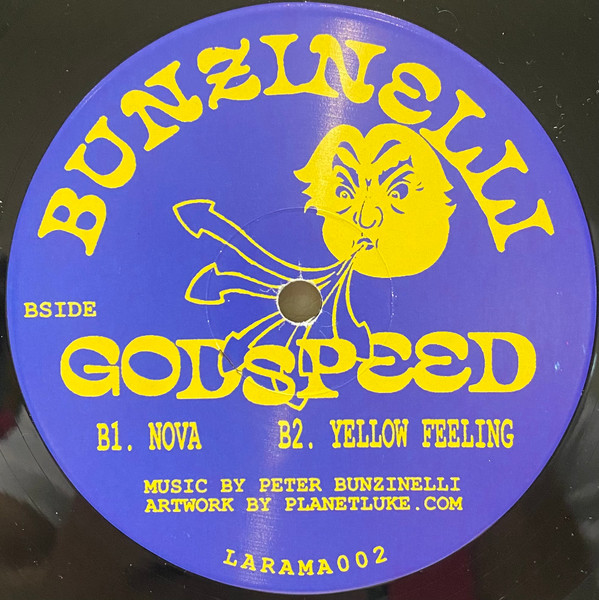 BUNZINELLI
BSIDE
GODSPEED
B1. NOVA B2. YELLOW FEELING
MUSIC BY PETER BUNZINELLI
ARTWORK BY PLANETLUKE.COM
LARAMA002